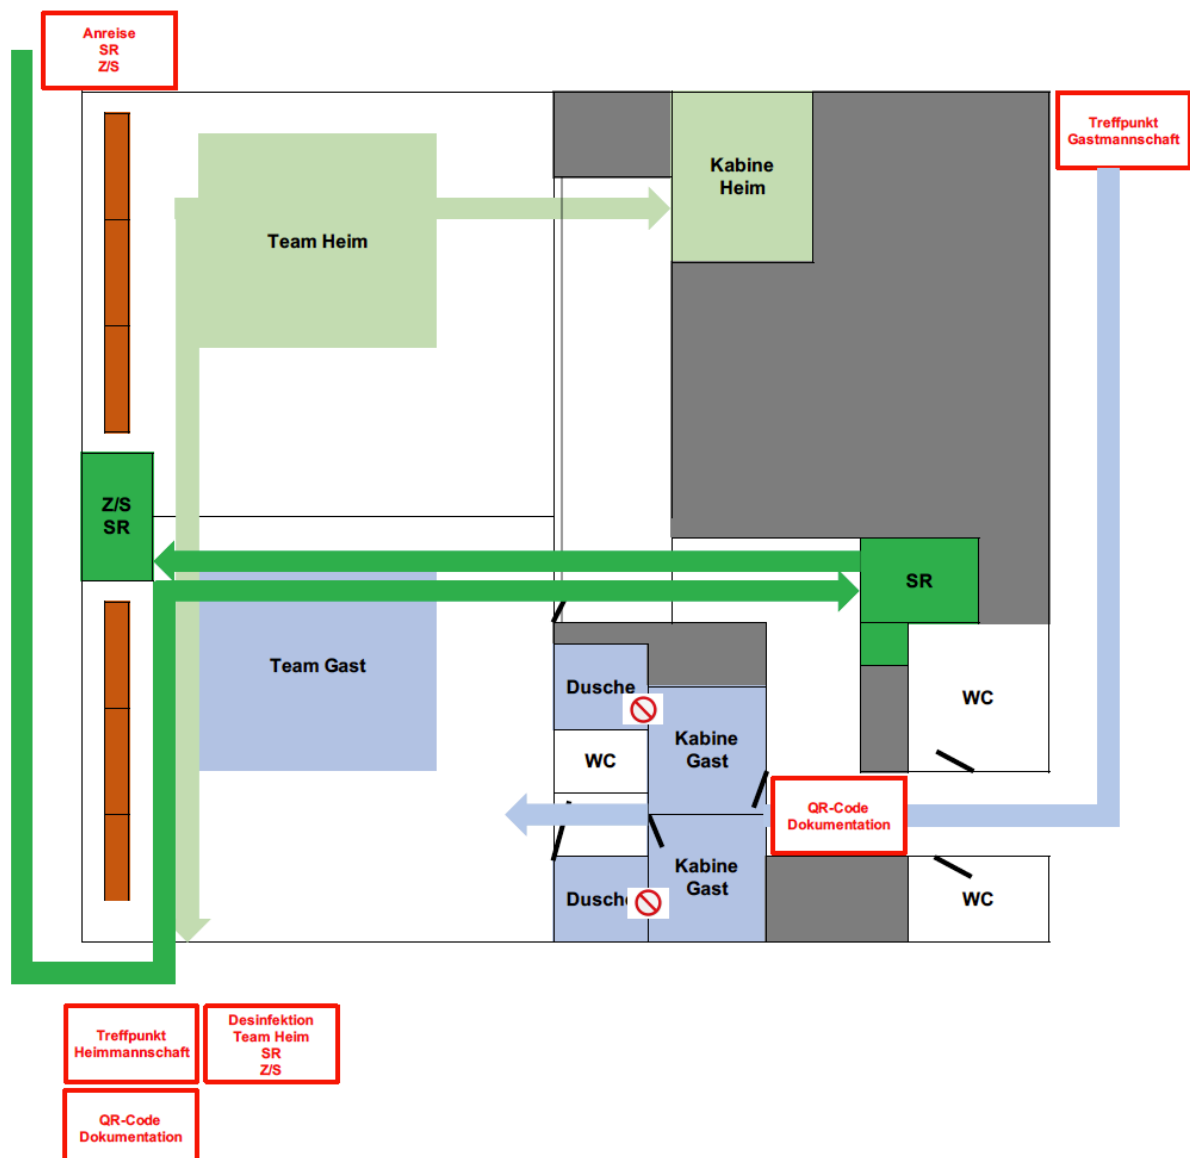 Anreise
SR
Z/S
Treffpunkt
Gastmannschaft
Kabine
Heim
Team Heim
Z/S
SR
SR
Team Gast
Dusche
WC
Kabine
Gast
WC
QR-Code
Dokumentation
Kabine
Gast
Dusche
WC
Treffpunkt
Heimmannschaft
Desinfektion
Team Heim
SR
Z/S
QR-Code
Dokumentation